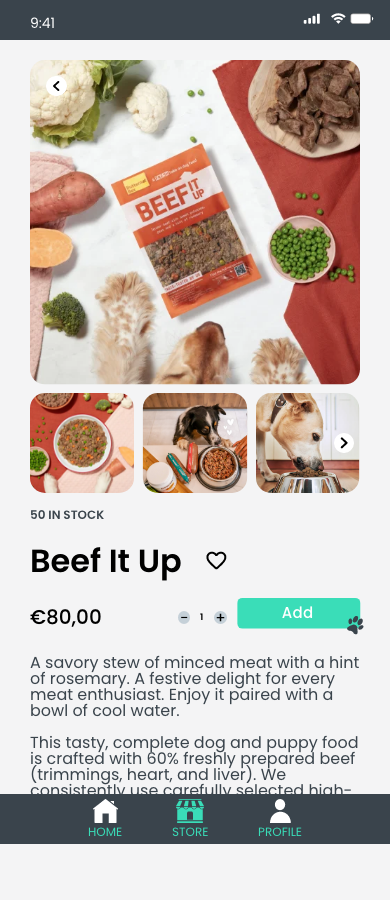 9:41
BEEF IT UP
50 IN STOCK
Beef It Up
€80,00
1
Add
A savory stew of minced meat with a hint
of rosemary. A festive delight for every
meat enthusiast. Enjoy it paired with a
bowl of cool water.
This tasty, complete dog and puppy food
is crafted with 60% freshly prepared beef
(trimmings, heart, and liver). We
consistently use carefully selected high-
HOME
STORE
PROFILE